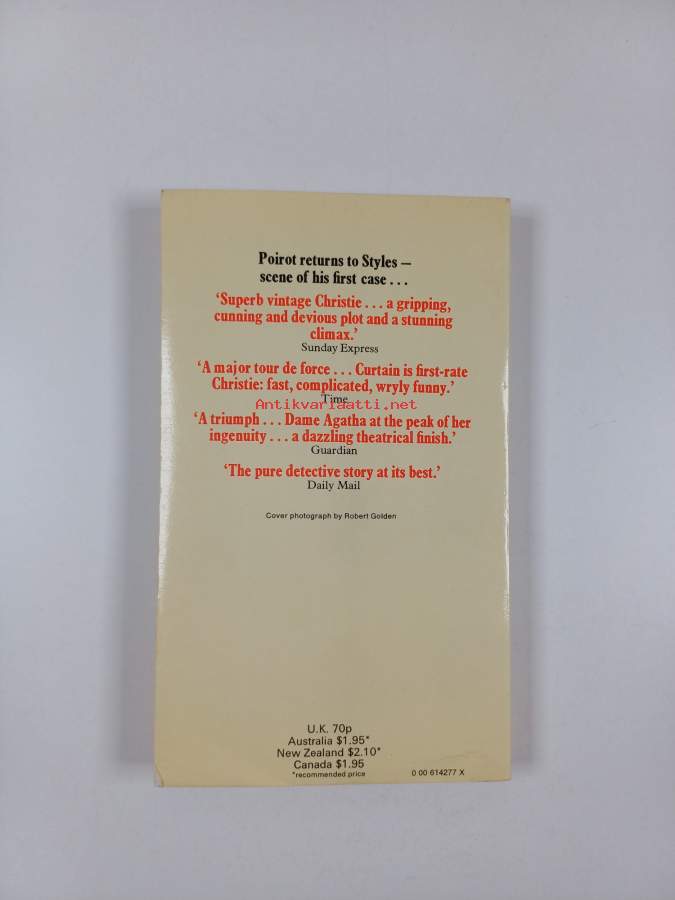 Poirot returns to Styles –
scene of his first case...
'Superb vintage Christie...a gripping,
cunning and devious plot and a stunning
climax.'
Sunday Express
'A major tour de force... Curtain is first-rate
Christie: fast, complicated, wryly funny.'
Time
Antikvariaatti.net
'A triumph... Dame Agatha at the peak of her
ingenuity...a dazzling theatrical finish.'
Guardian
'The pure detective story at its best.'
Daily Mail
Cover photograph by Robert Golden
U.K. 70p
Australia $1.95*
New Zealand $2.10*
Canada $1.95
*recommended price
0 00 614277 X